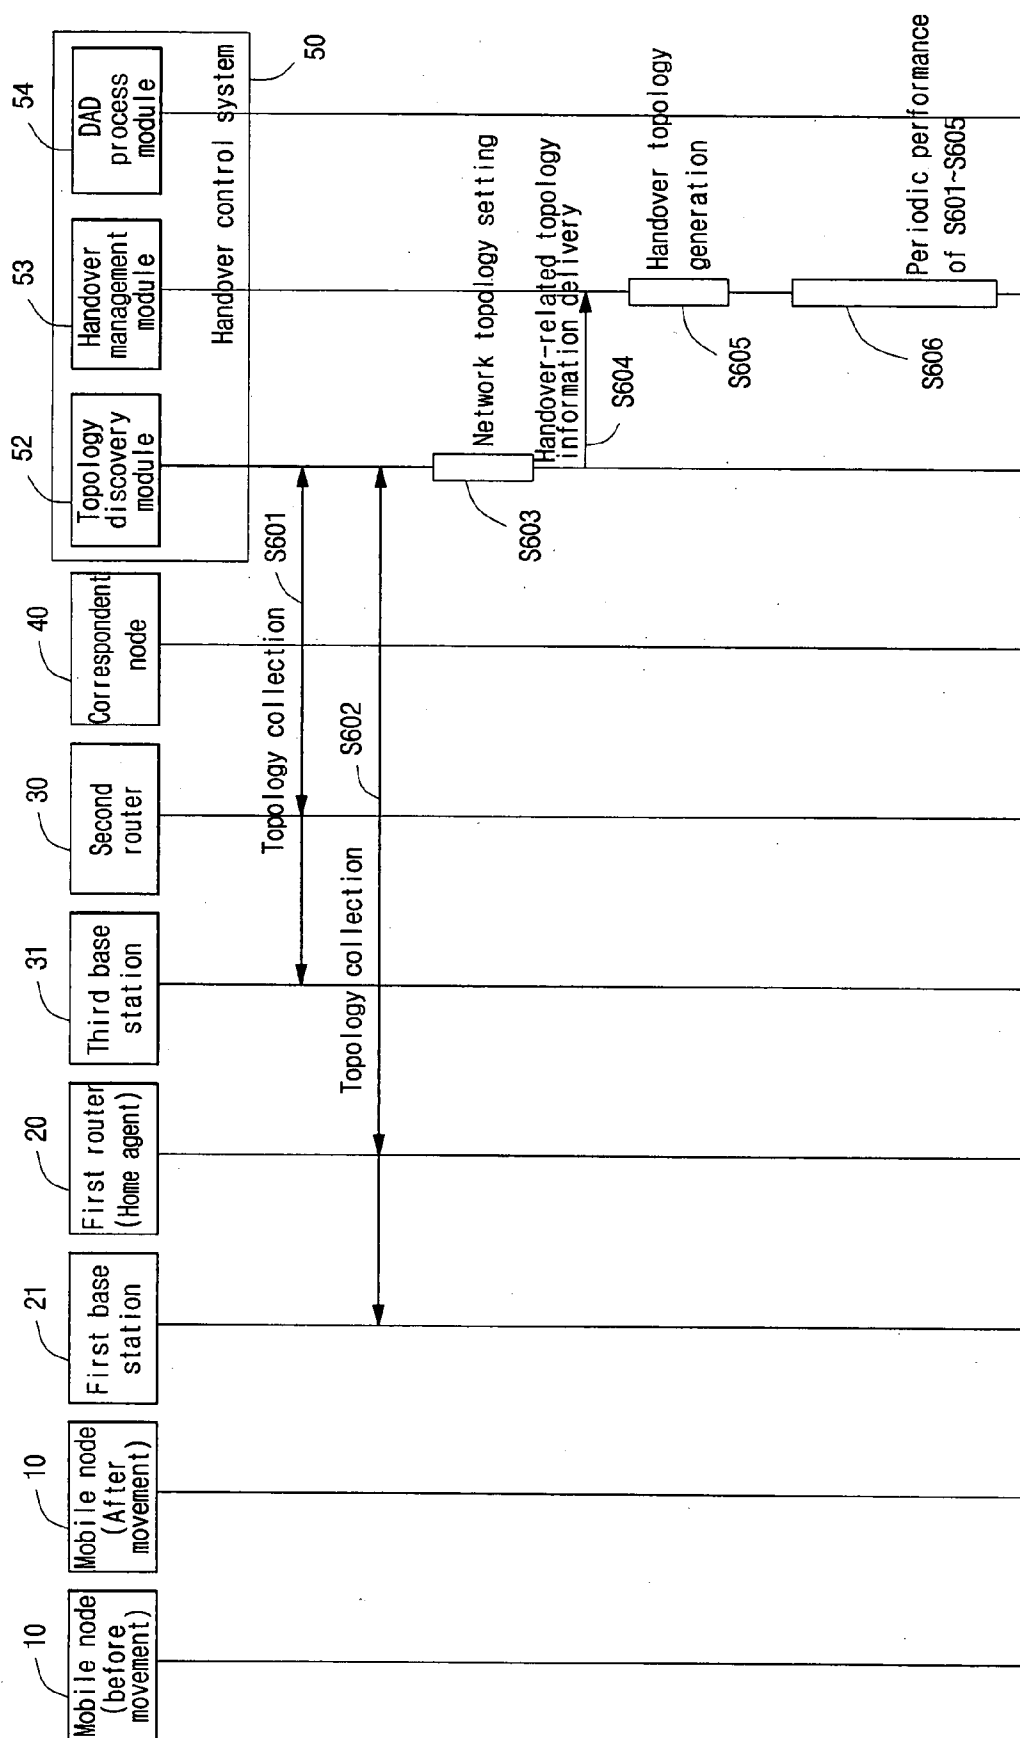 10
Mobile node
(before
movement)
10
Mobile node
(After
movement)
21
First base
station
20
First router
(Home agent)
31
Third base
station
30
Second
router
40
Correspondent
node
52
Topology
discovery
module
53
Handover
management
module
54
DAD
process
module
Handover control system
50
Topology collection
S601
Topology collection
S602
Network topology setting
S603
Handover-related topology
information delivery
S604
Handover topology
generation
S605
Periodic performance
of S601~S605
S606